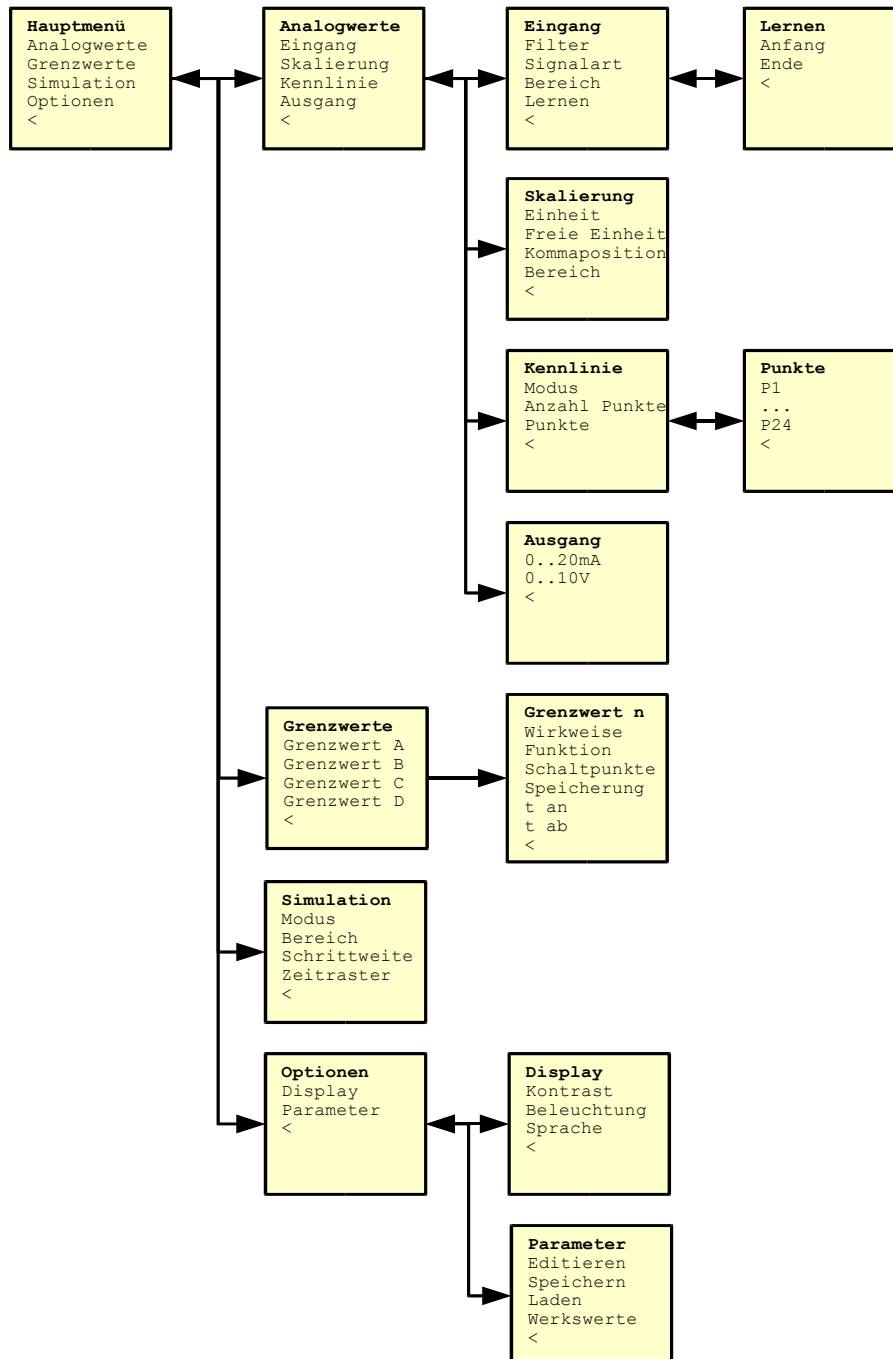 Hauptmenü
Analogwerte
Grenzwerte
Simulation
Optionen
<
Analogwerte
Eingang
Skalierung
Kennlinie
Ausgang
<
Eingang
Filter
Signalart
Bereich
Lernen
<
Lernen
Anfang
Ende
<
Skalierung
Einheit
Freie Einheit
Kommaposition
Bereich
<
Kennlinie
Modus
Anzahl Punkte
Punkte
<
Punkte
P1
...
P24
<
Ausgang
0..20mA
0..10V
<
Grenzwerte
Grenzwert A
Grenzwert B
Grenzwert C
Grenzwert D
<
Grenzwert n
Wirkweise
Funktion
Schaltpunkte
Speicherung
t an
t ab
<
Simulation
Modus
Bereich
Schrittweite
Zeitraster
<
Optionen
Display
Parameter
<
Display
Kontrast
Beleuchtung
Sprache
<
Parameter
Editieren
Speichern
Laden
Werkswerte
<